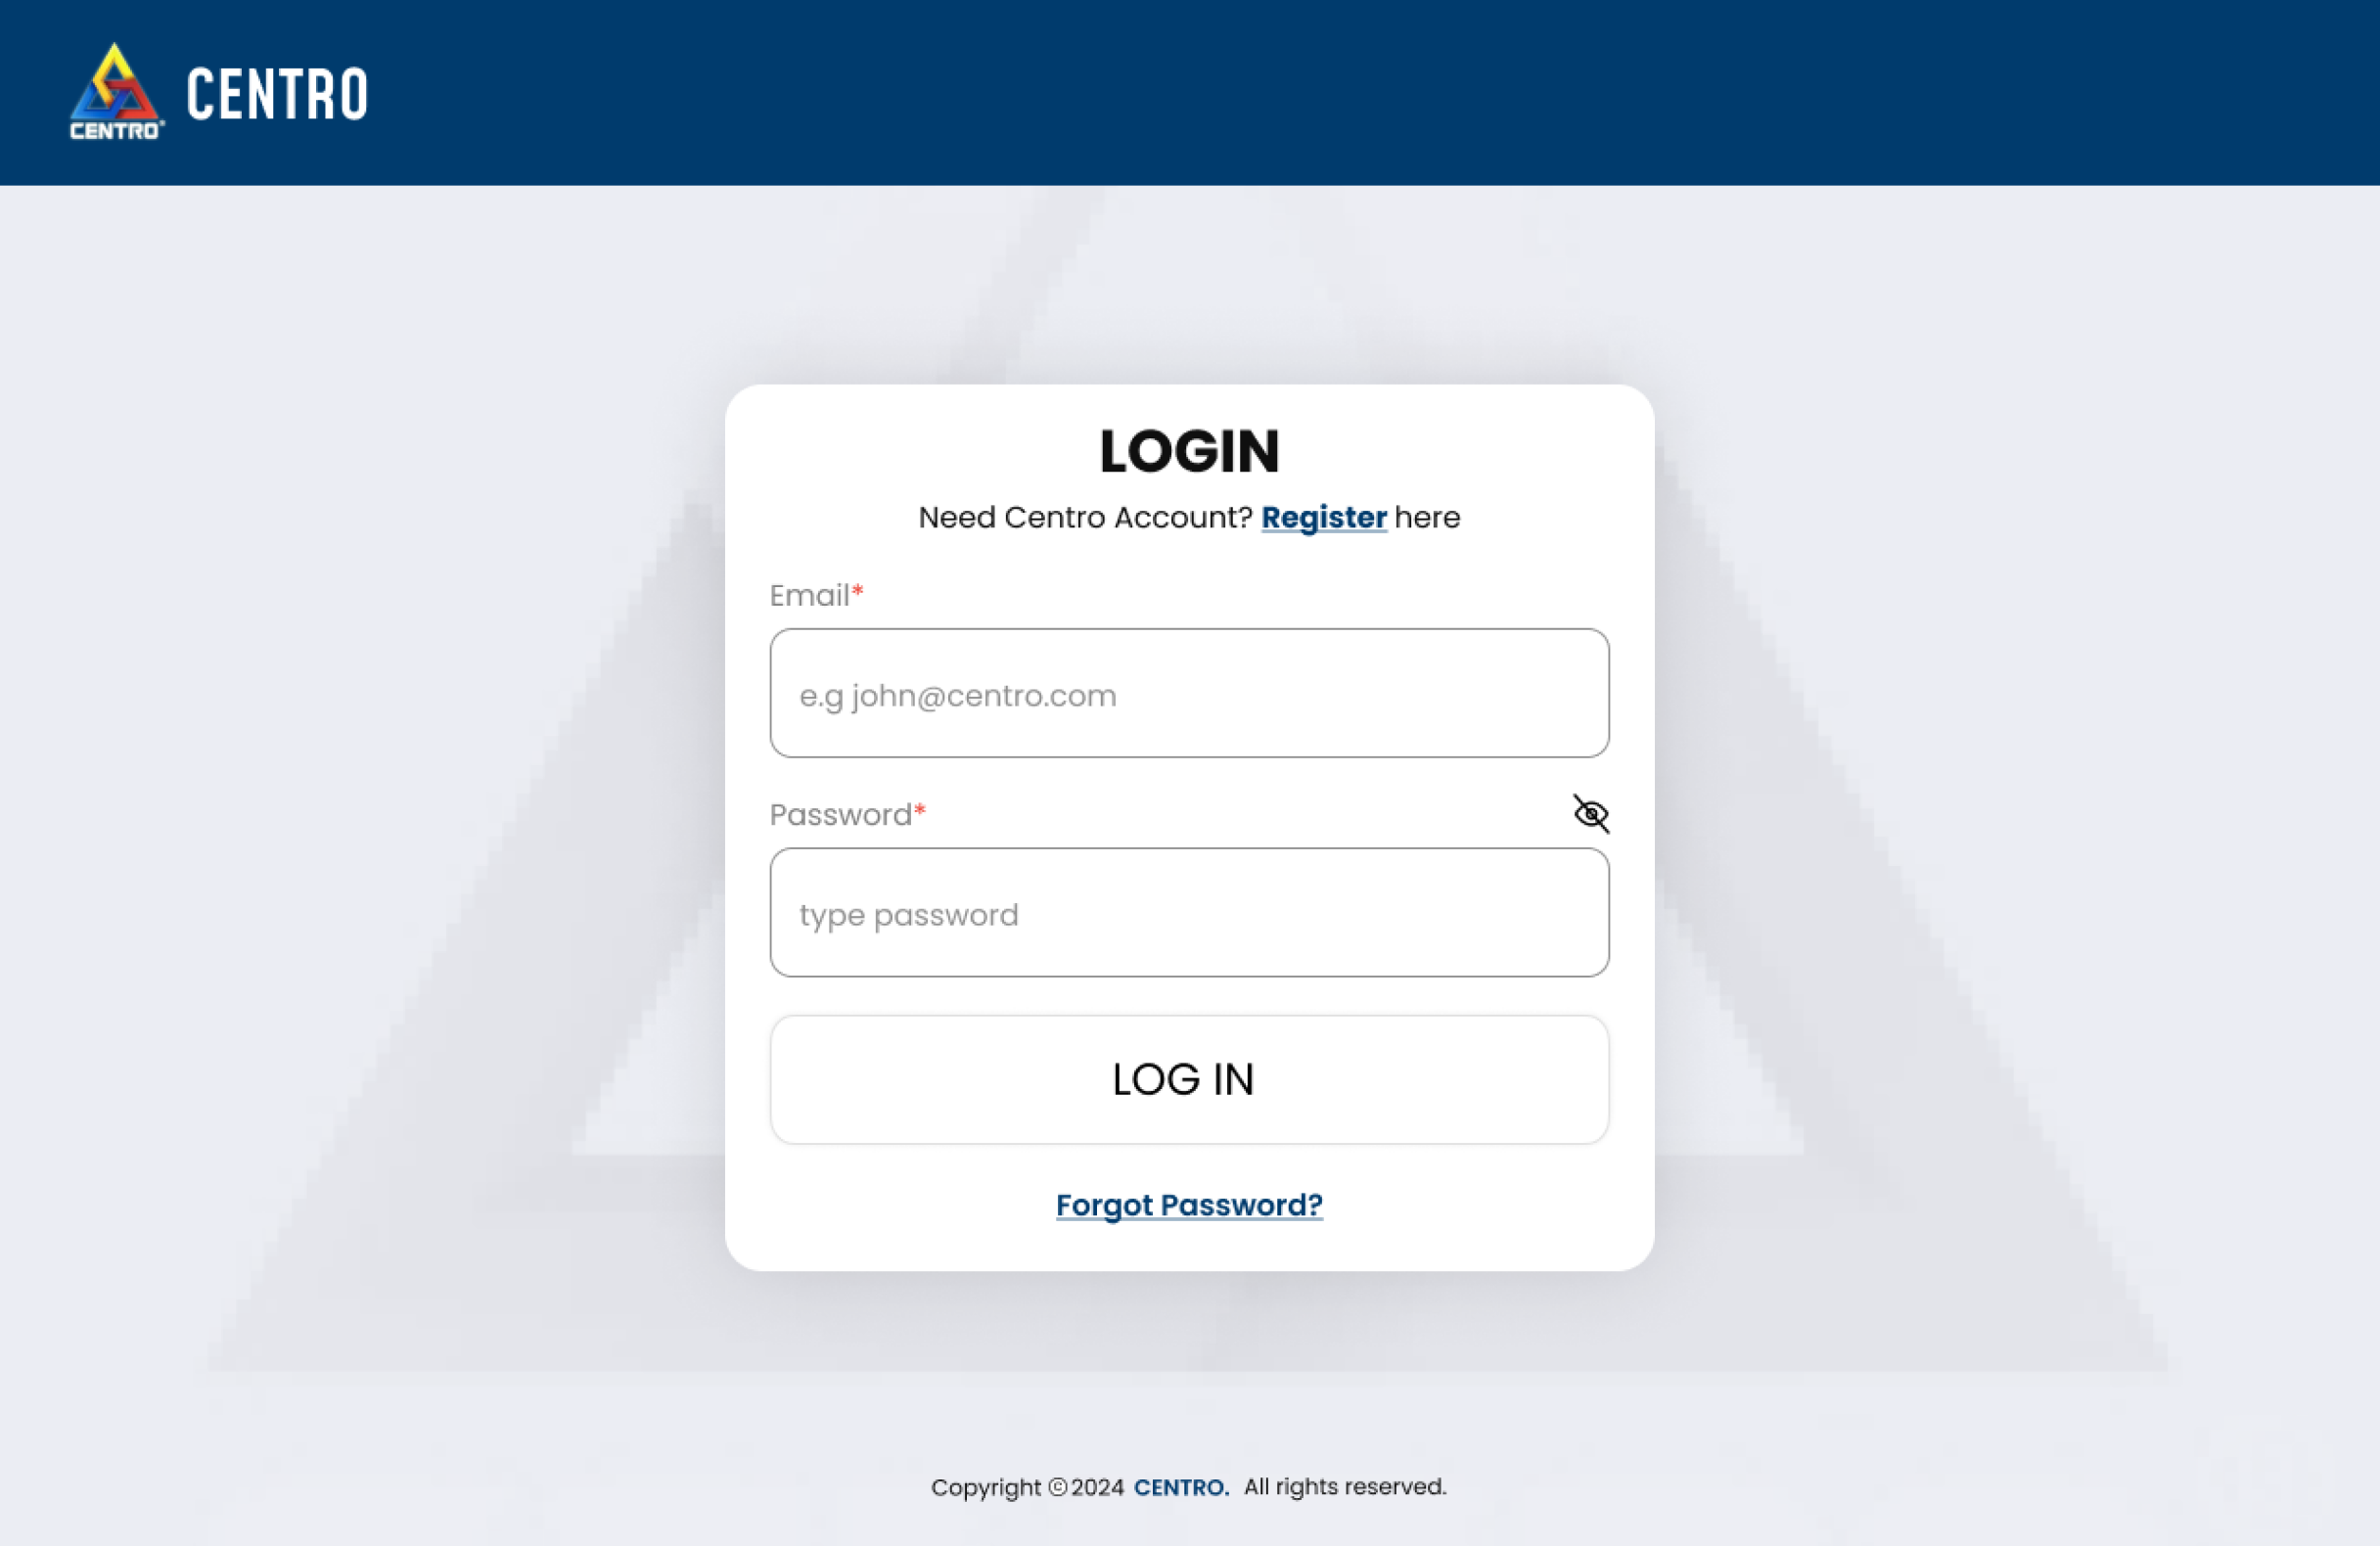 CENTRO
CENTRO
LOGIN
Need Centro Account? Register here
Email*
e.g john@centro.com
Password*
type password
LOG IN
Forgot Password?
Copyright ©2024 CENTRO. All rights reserved.